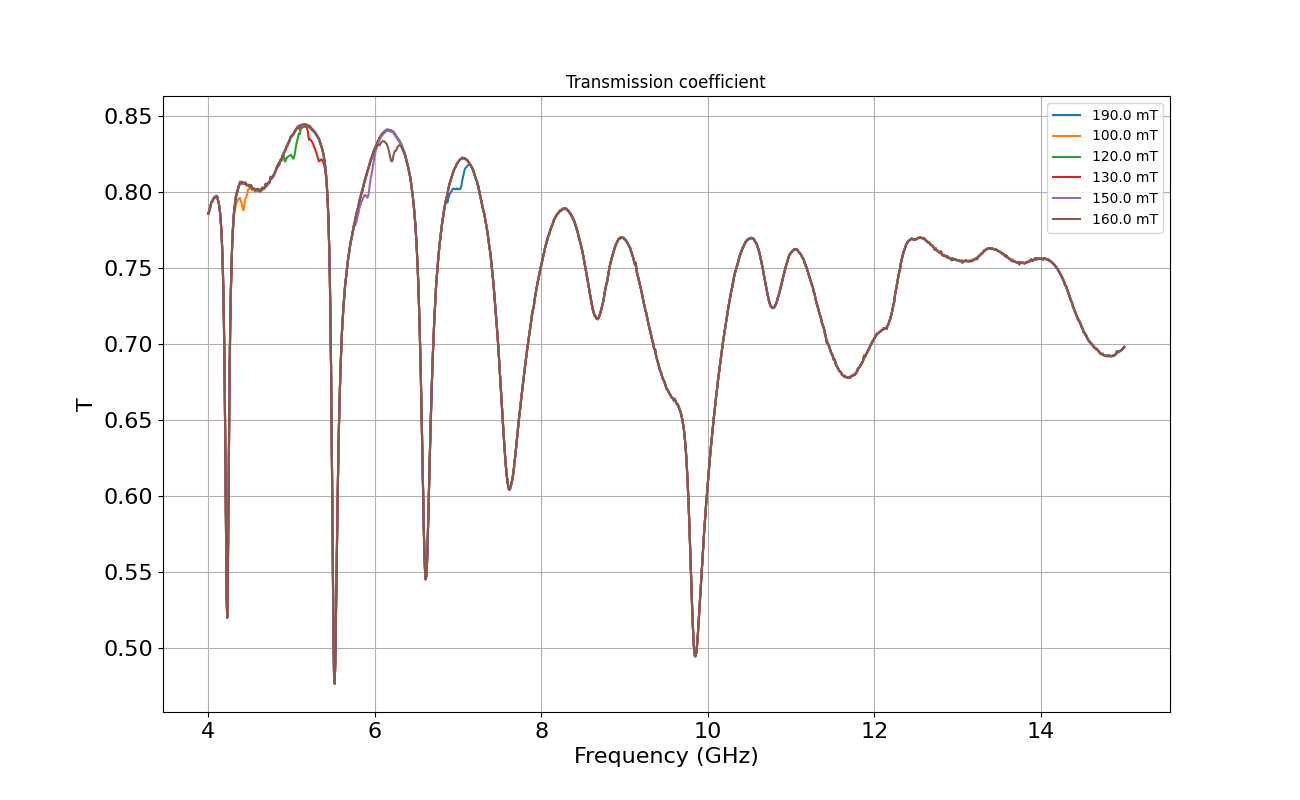 Transmission coefficient
0.85
0.80
0.75
0.70
0.65
0.60
0.55
0.50
T
190.0 mT
100.0 mT
120.0 mT
130.0 mT
150.0 mT
160.0 mT
4 6 8 10 12 14
Frequency (GHz)